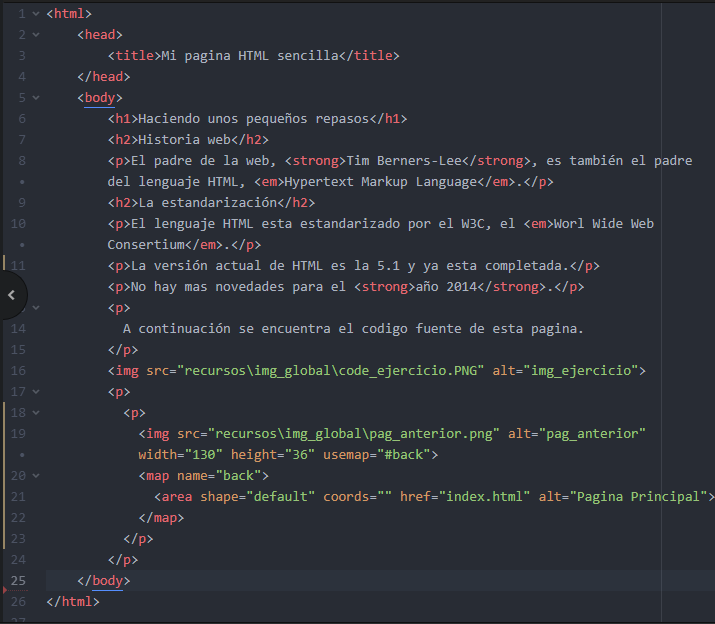 1 <html>
2 <head>
3 <title>Mi pagina HTML sencilla</title>
4 </head>
5 <body>
6 <h1>Haciendo unos pequeños repasos</h1>
7 <h2>Historia web</h2>
8 <p>El padre de la web, <strong>Tim Berners-Lee</strong>, es también el padre
• del lenguaje HTML, <em>Hypertext Markup Language</em>.</p>
9 <h2>La estandarización</h2>
10 <p>El lenguaje HTML esta estandarizado por el W3C, el <em>Worl Wide Web
• Consertium</em>.</p>
11 <p>La versión actual de HTML es la 5.1 y ya esta completada.</p>
<p>No hay mas novedades para el <strong>año 2014</strong>.</p>
<p>
14 A continuación se encuentra el codigo fuente de esta pagina.
15 </p>
16 <img src="recursos\img_global\code_ejercicio.PNG" alt="img_ejercicio">
17 <p>
18 <p>
19 <img src="recursos\img_global\pag_anterior.png" alt="pag_anterior"
• width="130" height="36" usemap="#back">
20 <map name="back">
21 <area shape="default" coords="" href="index.html" alt="Pagina Principal">
22 </map>
23 </p>
24 </p>
25 </body>
26 </html>